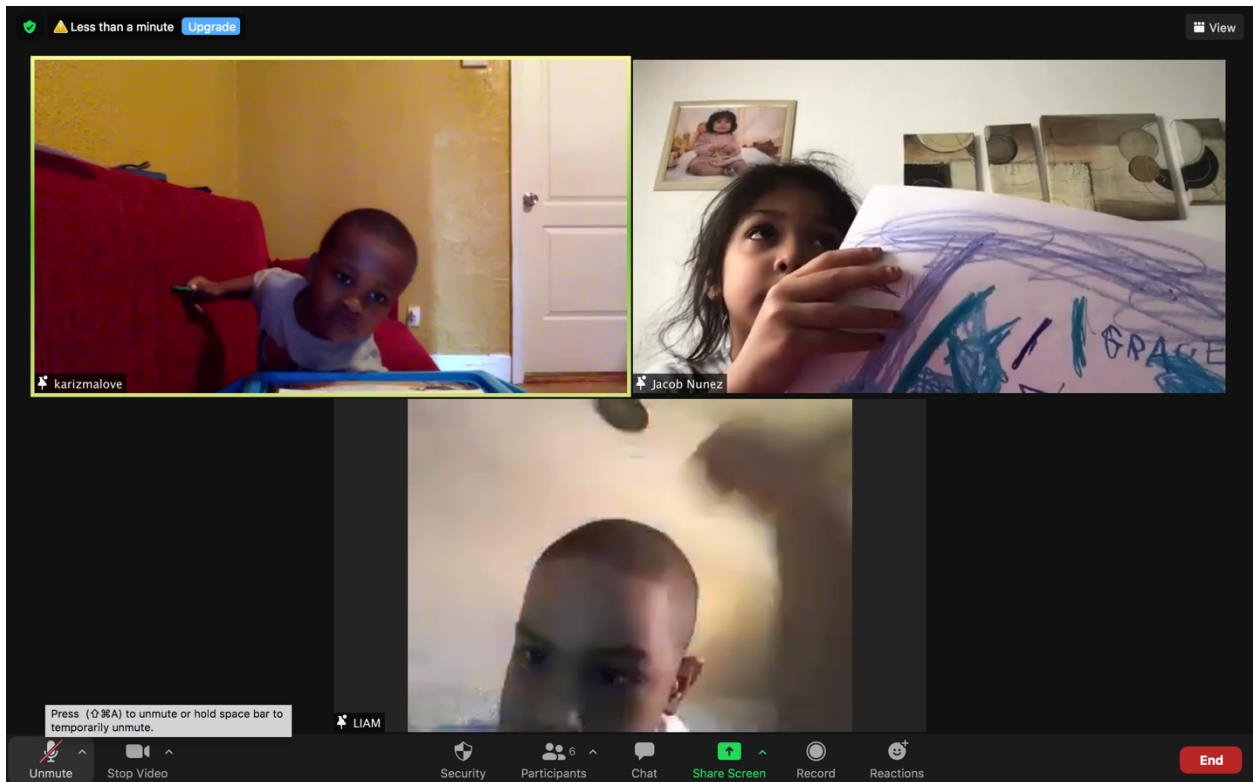 Less than a minute Upgrade
View
karizmalove
Jacob Nunez
GRACE
LIAM
Press (⇧⌘A) to unmute or hold space bar to
temporarily unmute.
6
Unmute
Stop Video
Security
Participants
Chat
Share Screen
Record
Reactions
End